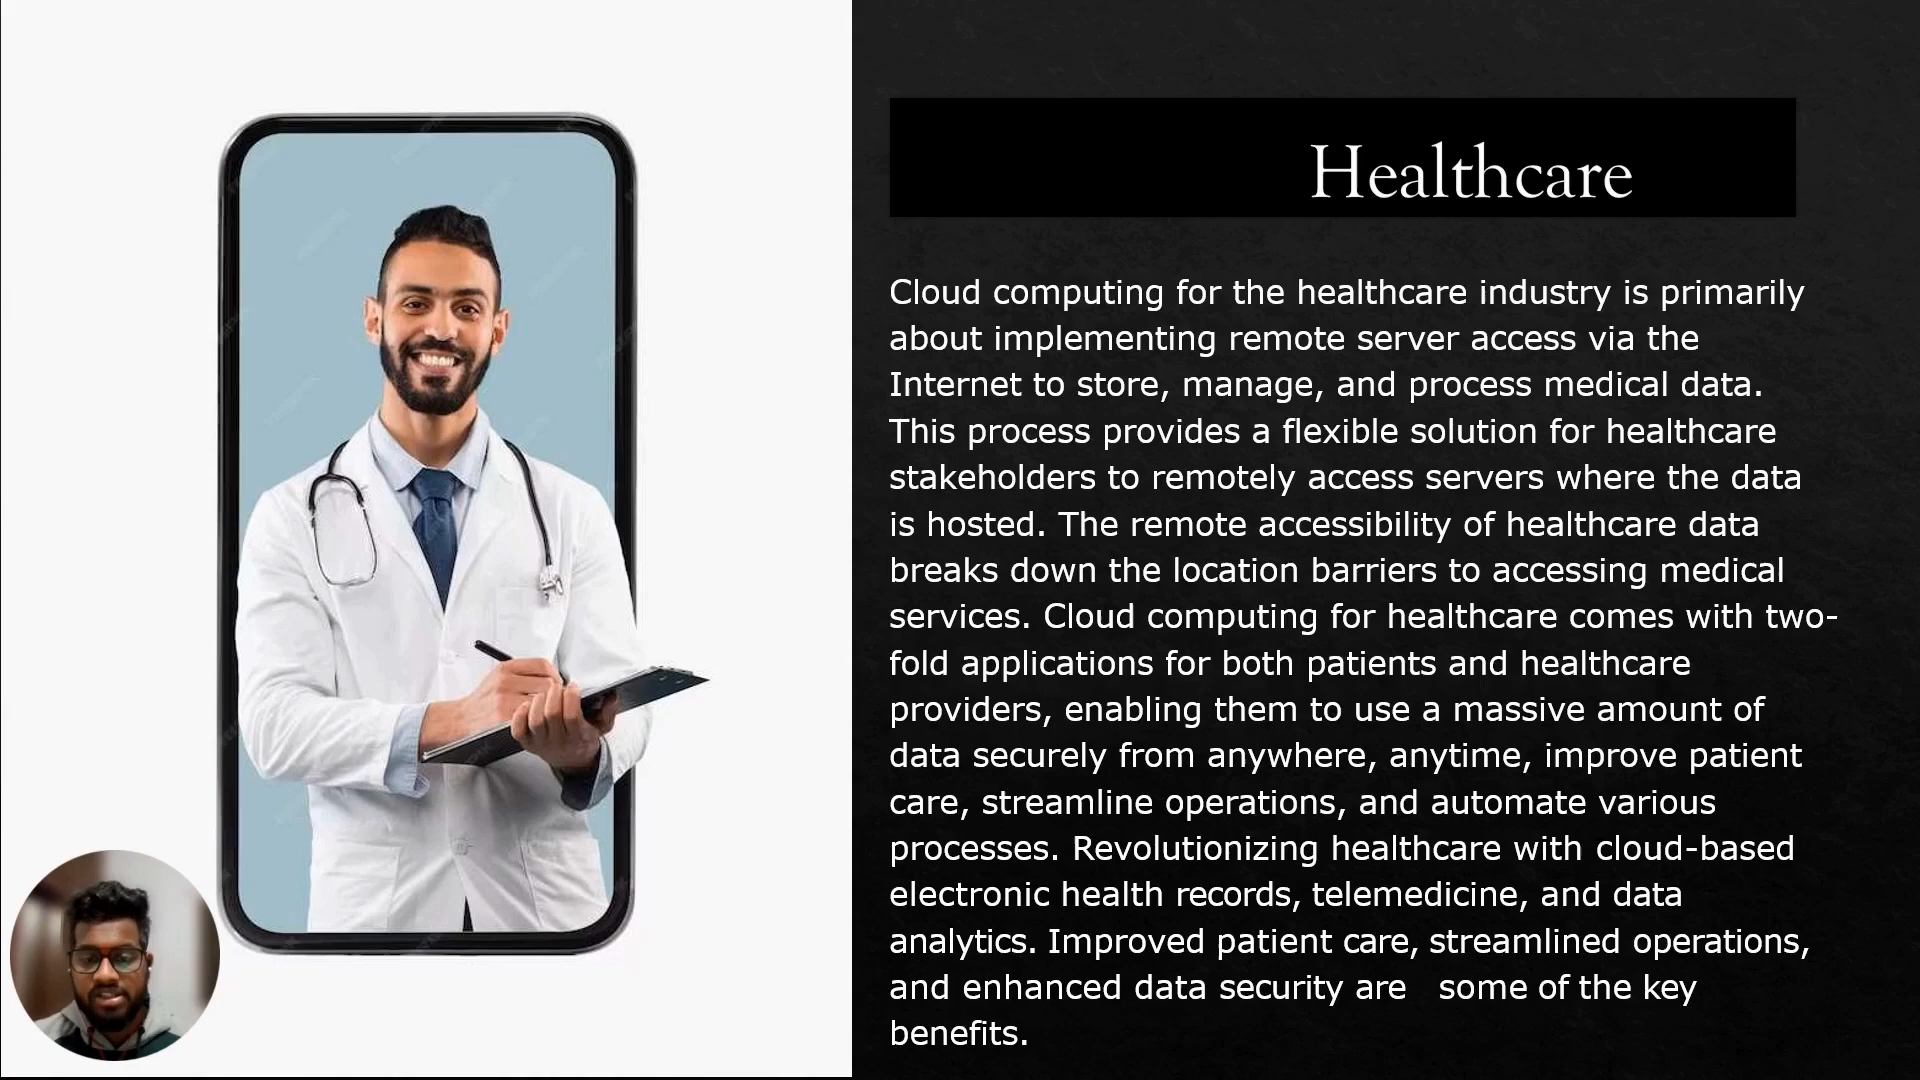 Healthcare
Cloud computing for the healthcare industry is primarily
about implementing remote server access via the
Internet to store, manage, and process medical data.
This process provides a flexible solution for healthcare
stakeholders to remotely access servers where the data
is hosted. The remote accessibility of healthcare data
breaks down the location barriers to accessing medical
services. Cloud computing for healthcare comes with two-
fold applications for both patients and healthcare
providers, enabling them to use a massive amount of
data securely from anywhere, anytime, improve patient
care, streamline operations, and automate various
processes. Revolutionizing healthcare with cloud-based
electronic health records, telemedicine, and data
analytics. Improved patient care, streamlined operations,
and enhanced data security are   some of the key
benefits.